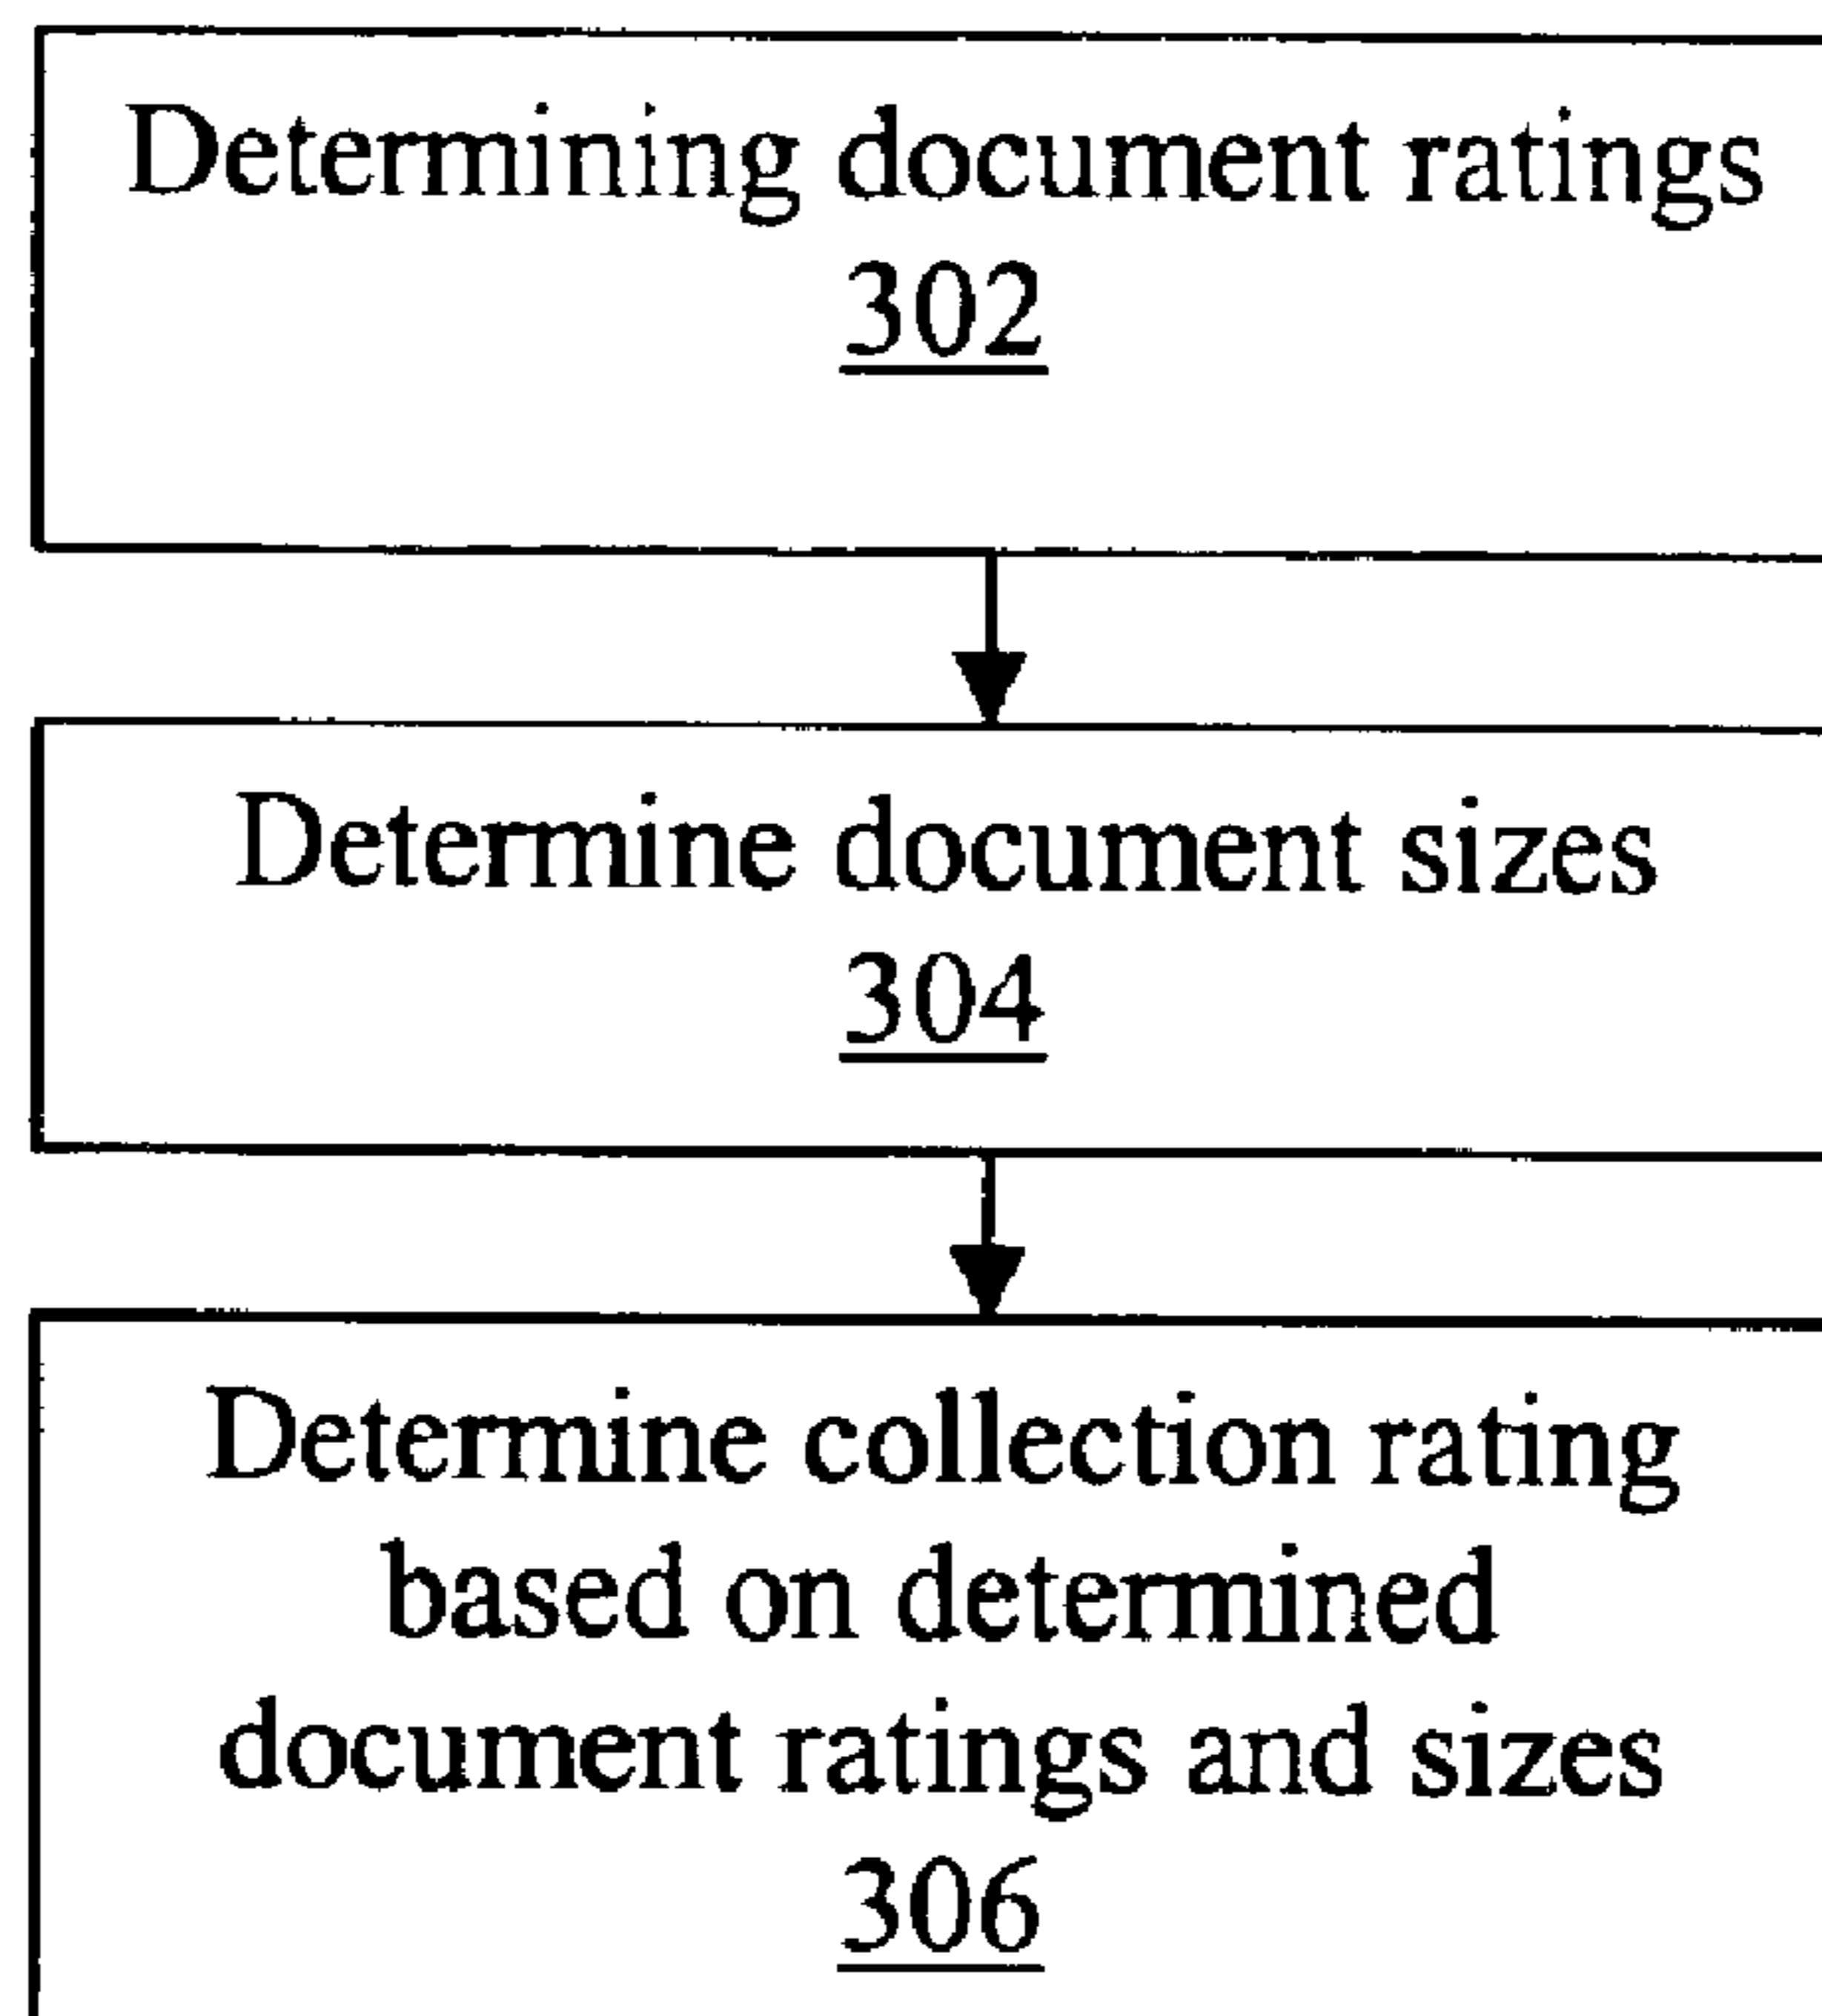 Determining document ratings
302
Determine document sizes
304
Determine collection rating
based on determined
document ratings and sizes
306